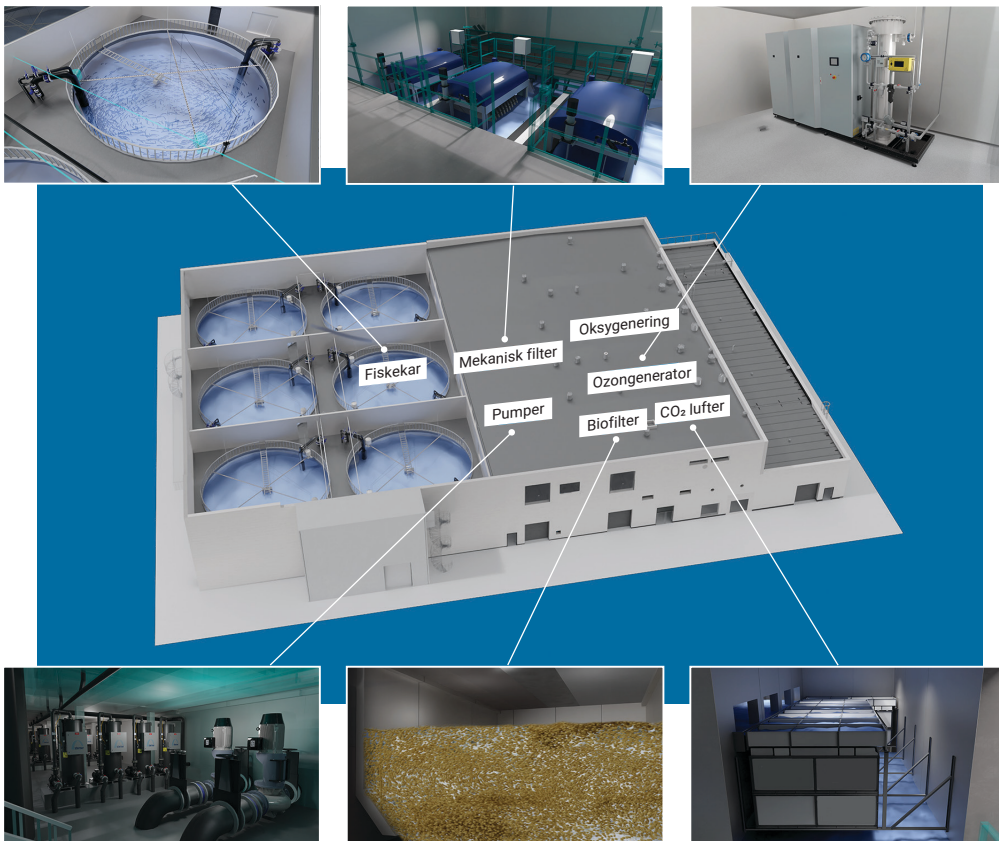 Oksygenering
Mekanisk filter
Fiskekar
Ozongenerator
Pumper
Biofilter
CO₂ lufter